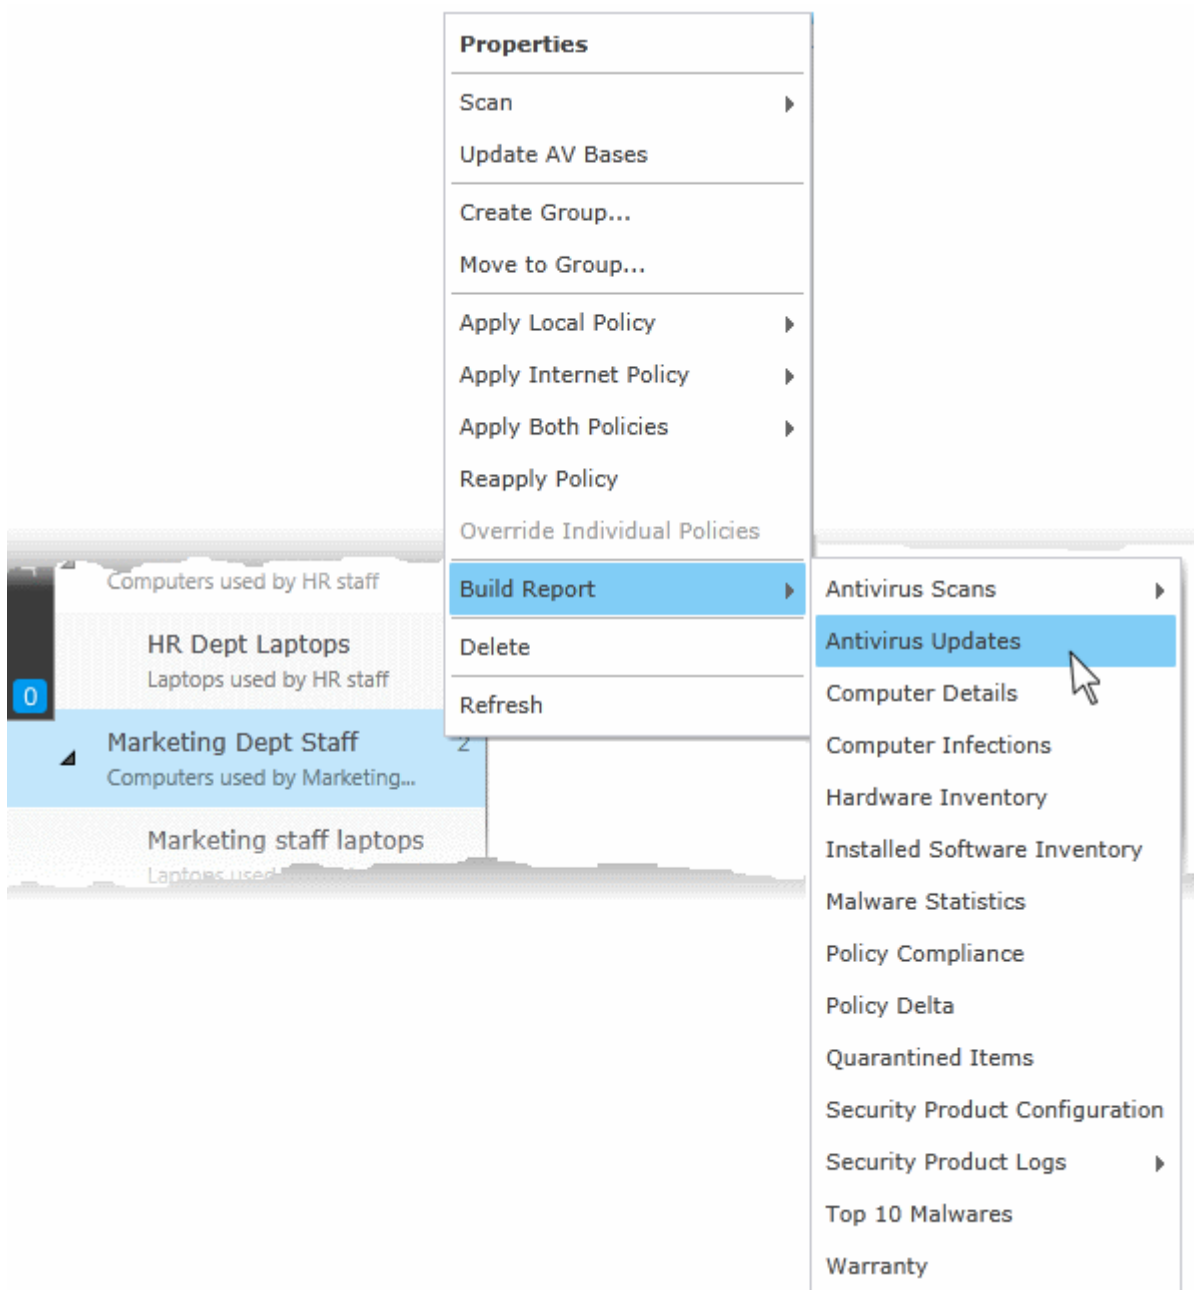 Properties
Scan
Update AV Bases
Create Group...
Move to Group...
Apply Local Policy
Apply Internet Policy
Apply Both Policies
Reapply Policy
Override Individual Policies
Build Report
Delete
Refresh
Computers used by HR staff
HR Dept Laptops
Laptops used by HR staff
0
Marketing Dept Staff
2
Computers used by Marketing...
Marketing staff laptops
Laptops used
Antivirus Scans
Antivirus Updates
Computer Details
Computer Infections
Hardware Inventory
Installed Software Inventory
Malware Statistics
Policy Compliance
Policy Delta
Quarantined Items
Security Product Configuration
Security Product Logs
Top 10 Malwares
Warranty